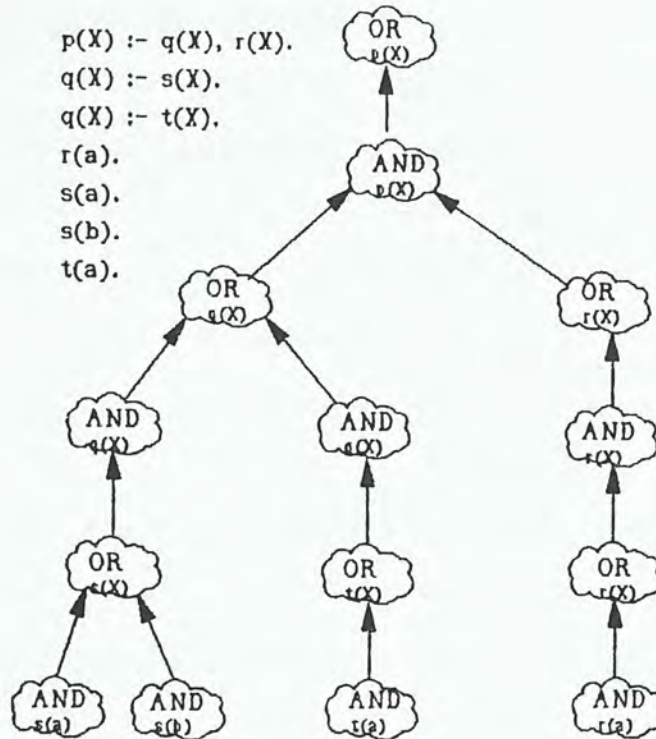 p(X) :- q(X), r(X).
q(X) :- s(X).
q(X) :- t(X).
r(a).
s(a).
s(b).
t(a).
OR
p(X)
AND
p(X)
OR
q(X)
OR
r(X)
AND
q(X)
AND
q(X)
AND
r(X)
OR
s(X)
OR
t(X)
OR
r(X)
AND
s(a)
AND
s(b)
AND
t(a)
AND
r(a)